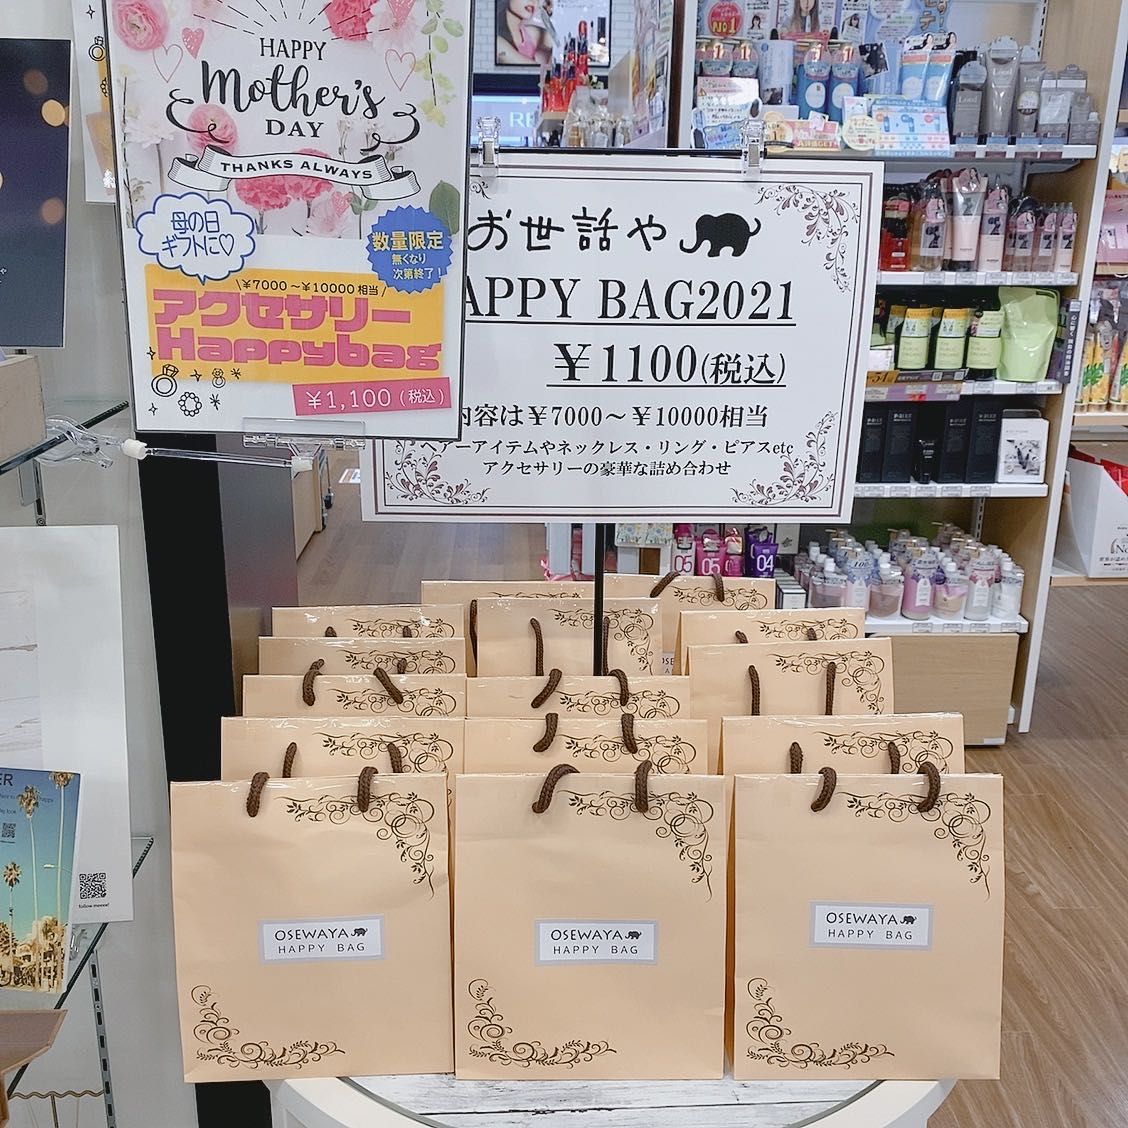 HAPPY
Mother's
DAY
THANKS ALWAYS
母の日
ギフトに♡
数量限定
無くなり
次第終了!
\¥7000～¥10000相当/
アクセサリー
Happybag
¥1,100(税込)
お世話や
APPY BAG2021
¥1100(税込)
内容は¥7000～¥10000相当
ヘアーアイテムやネックレス・リング・ピアスetc
アクセサリーの豪華な詰め合わせ
OSEWAYA
HAPPY BAG
OSEWAYA
HAPPY BAG
OSEWAYA
HAPPY BAG
No1
05
05
04